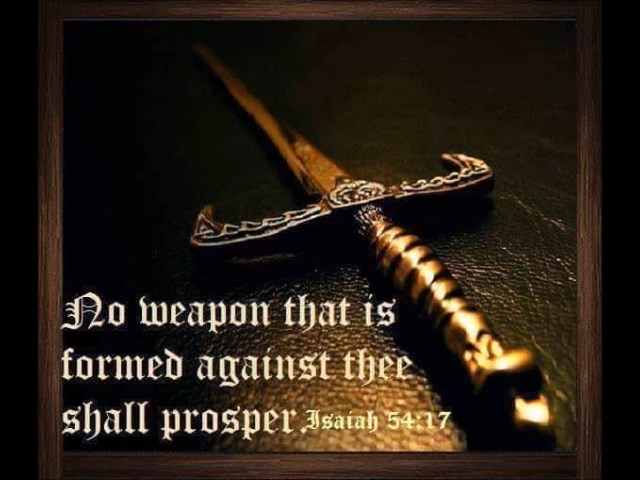 No weapon that is
formed against thee
shall prosper. Isaiah 54:17